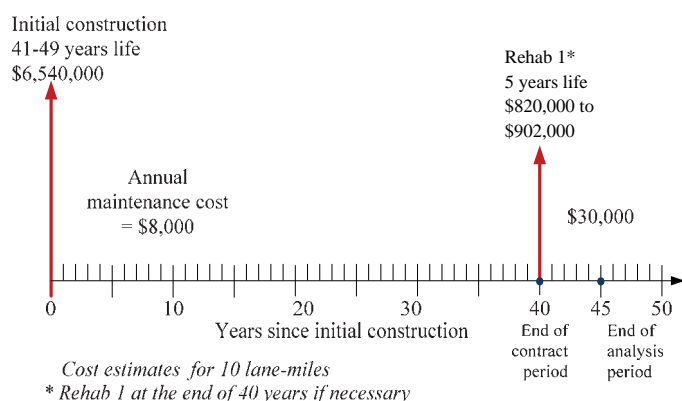 Initial construction
41-49 years life
$6,540,000
Rehab 1*
5 years life
$820,000 to
$902,000
Annual
maintenance cost
= $8,000
$30,000
0 10 20 30 40 45 50
Years since initial construction
End of
contract
period
End of
analysis
period
Cost estimates for 10 lane-miles
* Rehab 1 at the end of 40 years if necessary